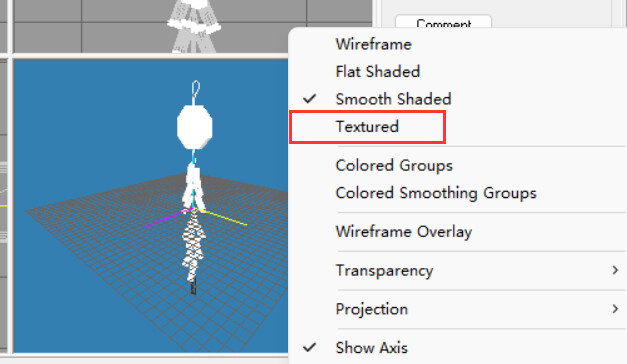 Comment
Wireframe
Flat Shaded
Smooth Shaded
Textured
Colored Groups
Colored Smoothing Groups
Wireframe Overlay
Transparency
Projection
Show Axis